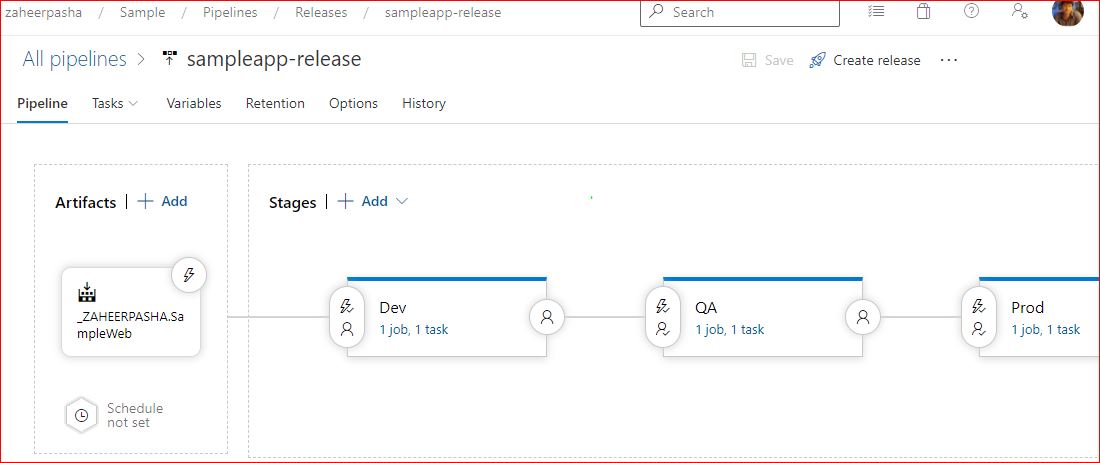 zaheerpasha / Sample / Pipelines / Releases / sampleapp-release
Search
All pipelines > sampleapp-release
Save
Create release
Pipeline Tasks Variables Retention Options History
Artifacts | + Add
Stages | + Add
_ZAHEERPASHA.Sa
mpleWeb
Schedule
not set
Dev
1 job, 1 task
QA
1 job, 1 task
Prod
1 job, 1 task